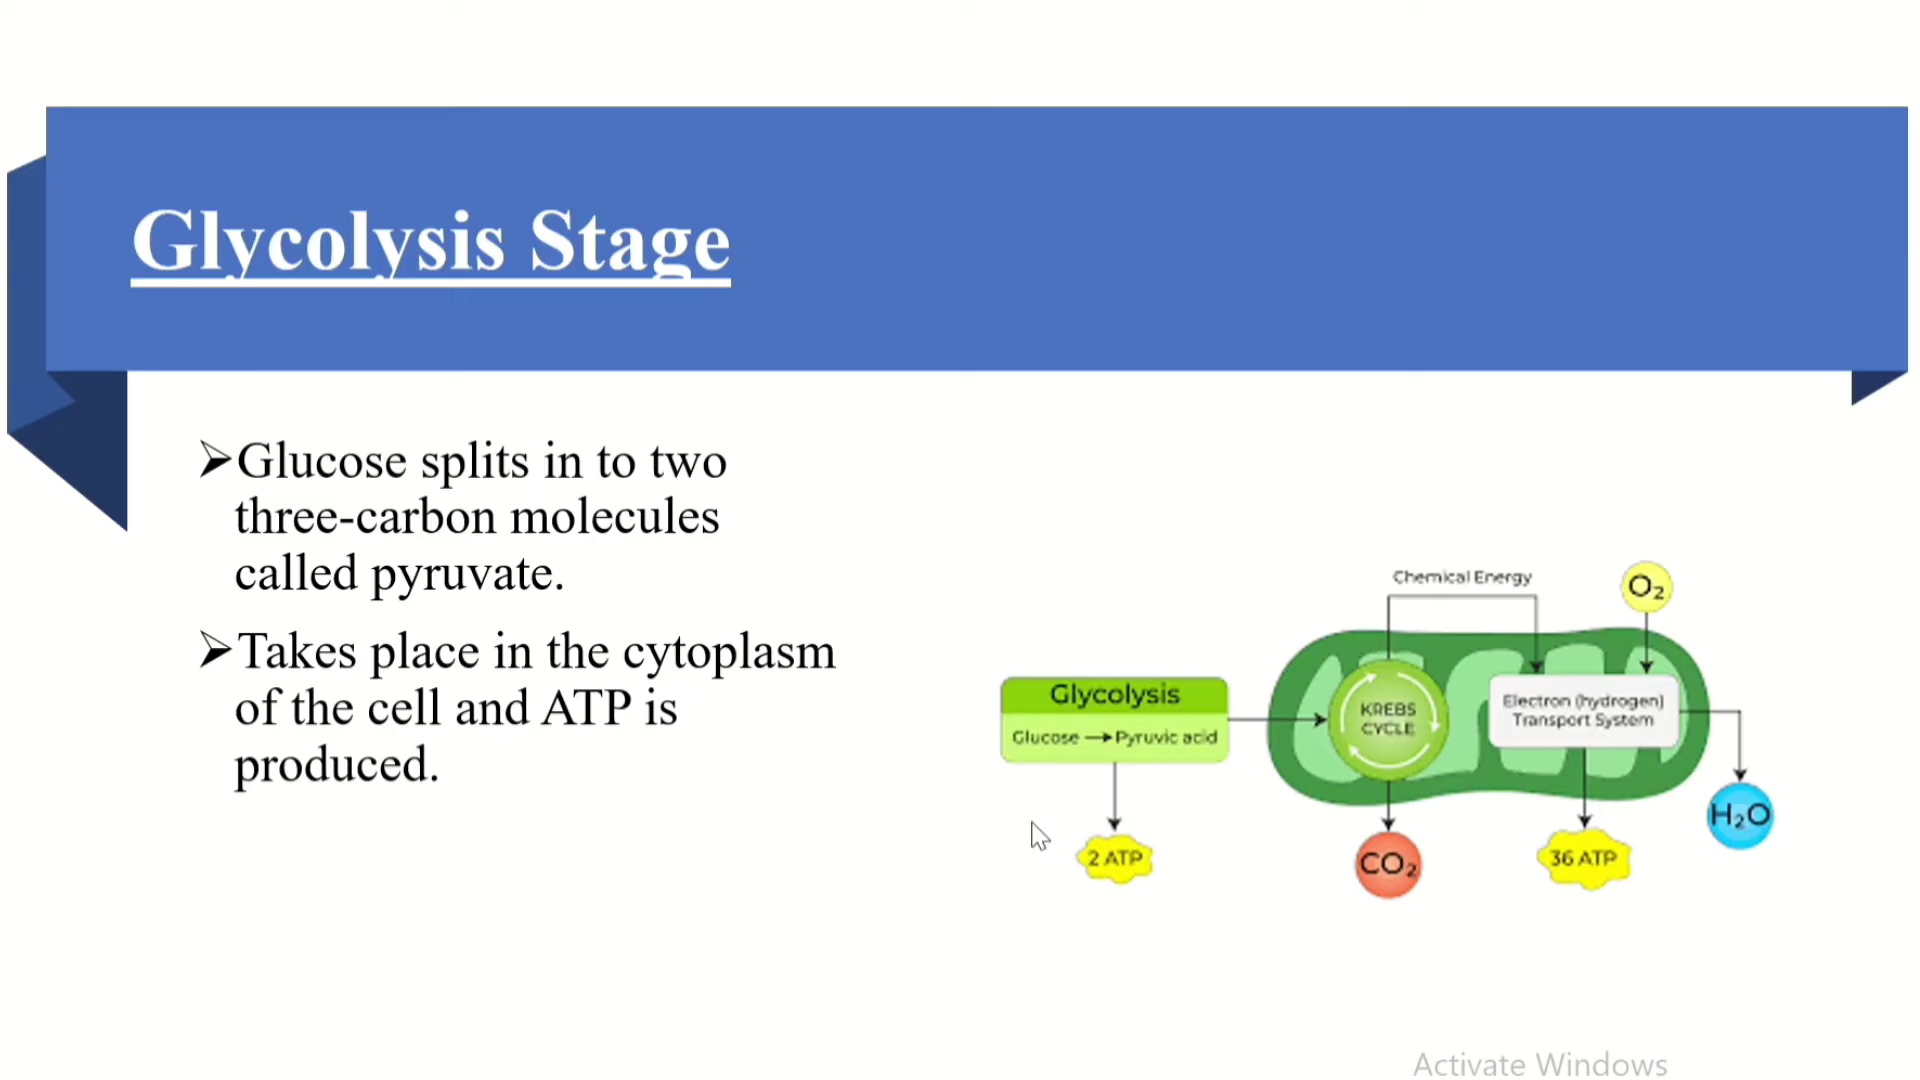 Glycolysis Stage
➢Glucose splits in to two
three-carbon molecules
called pyruvate.
➢Takes place in the cytoplasm
of the cell and ATP is
produced.
Chemical Energy
O₂
Glycolysis
Glucose → Pyruvic acid
KREBS
CYCLE
Electron (hydrogen)
Transport System
2 ATP
CO₂
36 ATP
H₂O
Activate Windows